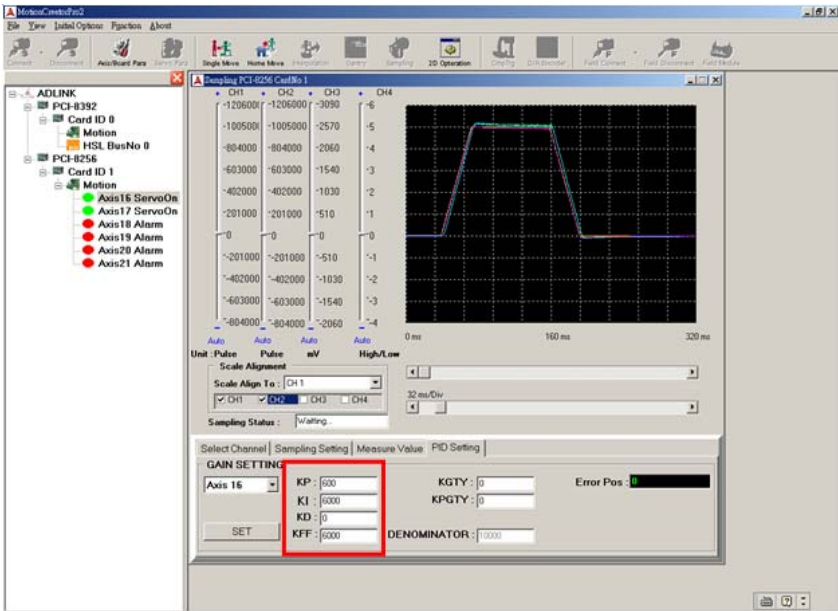 MotionCreatorPro2
File View Initial Options Function About
Connect Disconnect Axis/Board Para Servo Para Single Move Home Move Interpolation Gantry Sampling 2D Operation CmpTrg Field Connect Field Disconnect Field Module
ADLINK
PCI-8392
Card ID 0
Motion
HSL BusNo 0
PCI-8256
Card ID 1
Motion
Axis16 ServoOn
Axis17 ServoOn
Axis18 Alarm
Axis19 Alarm
Axis20 Alarm
Axis21 Alarm
Sampling PCI-8256 CardNo 1
CH1 CH2 CH3 CH4
-1206000 -1206000 -3090 -6
-1005000 -1005000 -2570 -5
-804000 -804000 -2060 -4
-603000 -603000 -1540 -3
-402000 -402000 -1030 -2
-201000 -201000 -510 -1
-0 -0 -0 -0
--201000 --201000 --510 --1
--402000 --402000 --1030 --2
--603000 --603000 --1540 --3
--804000 --804000 --2060 --4
Auto Auto Auto Auto
Unit : Pulse Pulse mV High/Low
0 ms 160 ms 320 ms
Scale Alignment
Scale Align To : CH 1
CH1 CH2 CH3 CH4
32 ms/Div
Sampling Status : Waiting..
Select Channel Sampling Setting Measure Value PID Setting
GAIN SETTING
Axis 16
KP : 600
KI : 6000
KD : 0
KFF : 6000
SET
KGTY : 0
KPGTY : 0
DENOMINATOR : 10000
Error Pos : 0